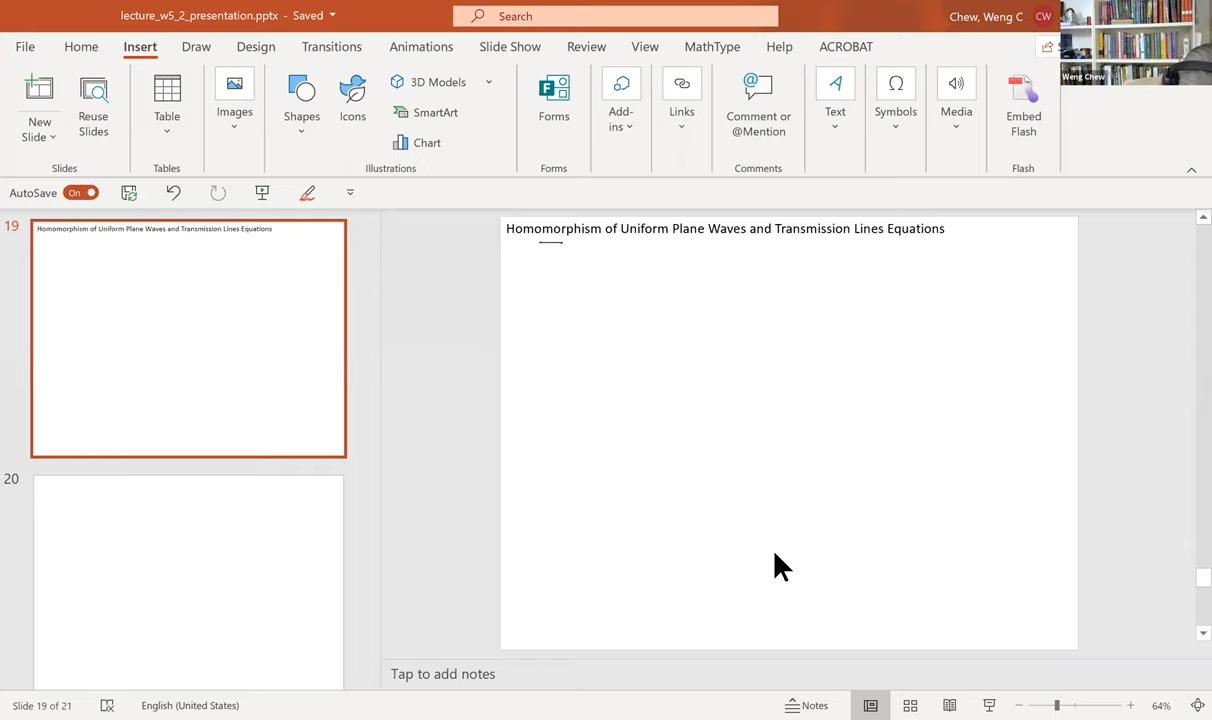 lecture_w5_2_presentation.pptx - Saved
Search
Chew, Weng C
CW
File
Home
Insert
Draw
Design
Transitions
Animations
Slide Show
Review
View
MathType
Help
ACROBAT
Weng Chew
New Slide
Reuse Slides
Slides
Table
Tables
Images
Shapes
Icons
3D Models
SmartArt
Chart
Illustrations
Forms
Forms
Add-ins
Links
Comment or @Mention
Comments
Text
Symbols
Media
Embed Flash
Flash
AutoSave On
19
Homomorphism of Uniform Plane Waves and Transmission Lines Equations
20
Homomorphism of Uniform Plane Waves and Transmission Lines Equations
Tap to add notes
Slide 19 of 21
English (United States)
Notes
64%